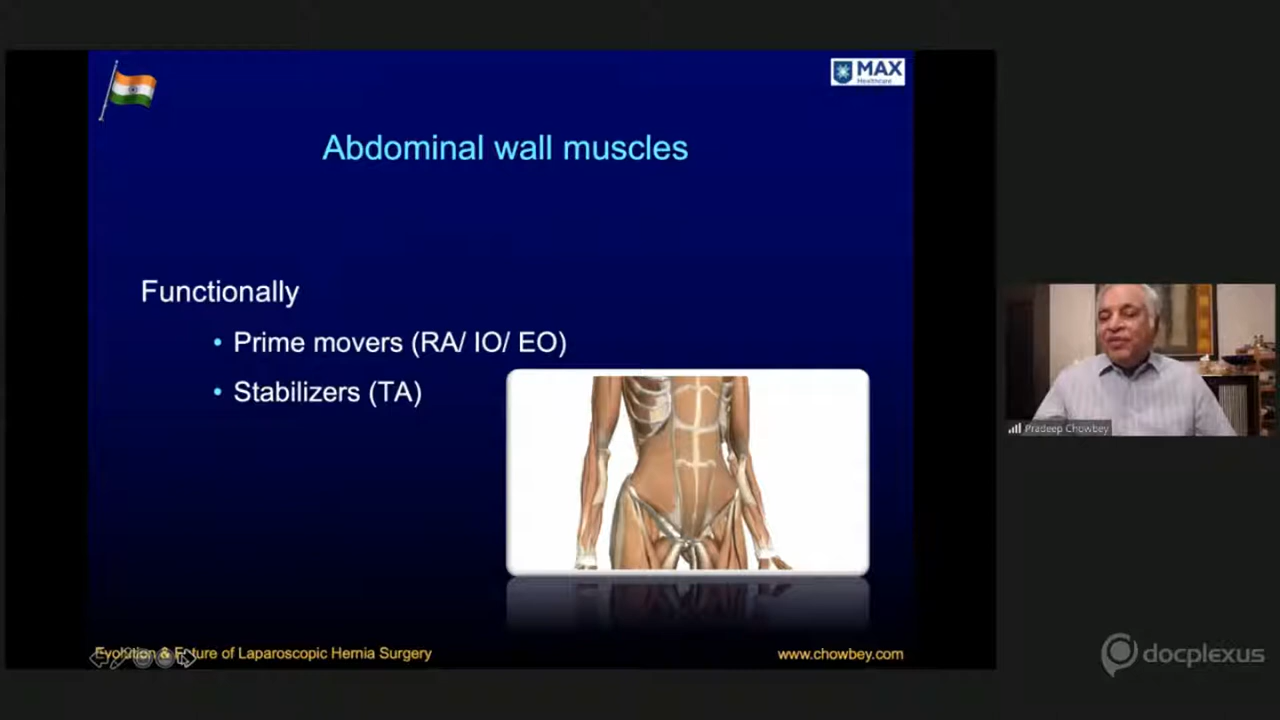 MAX
Healthcare
Abdominal wall muscles
Functionally
• Prime movers (RA/ IO/ EO)
• Stabilizers (TA)
Pradeep Chowbey
Evolution & Future of Laparoscopic Hernia Surgery
www.chowbey.com
docplexus